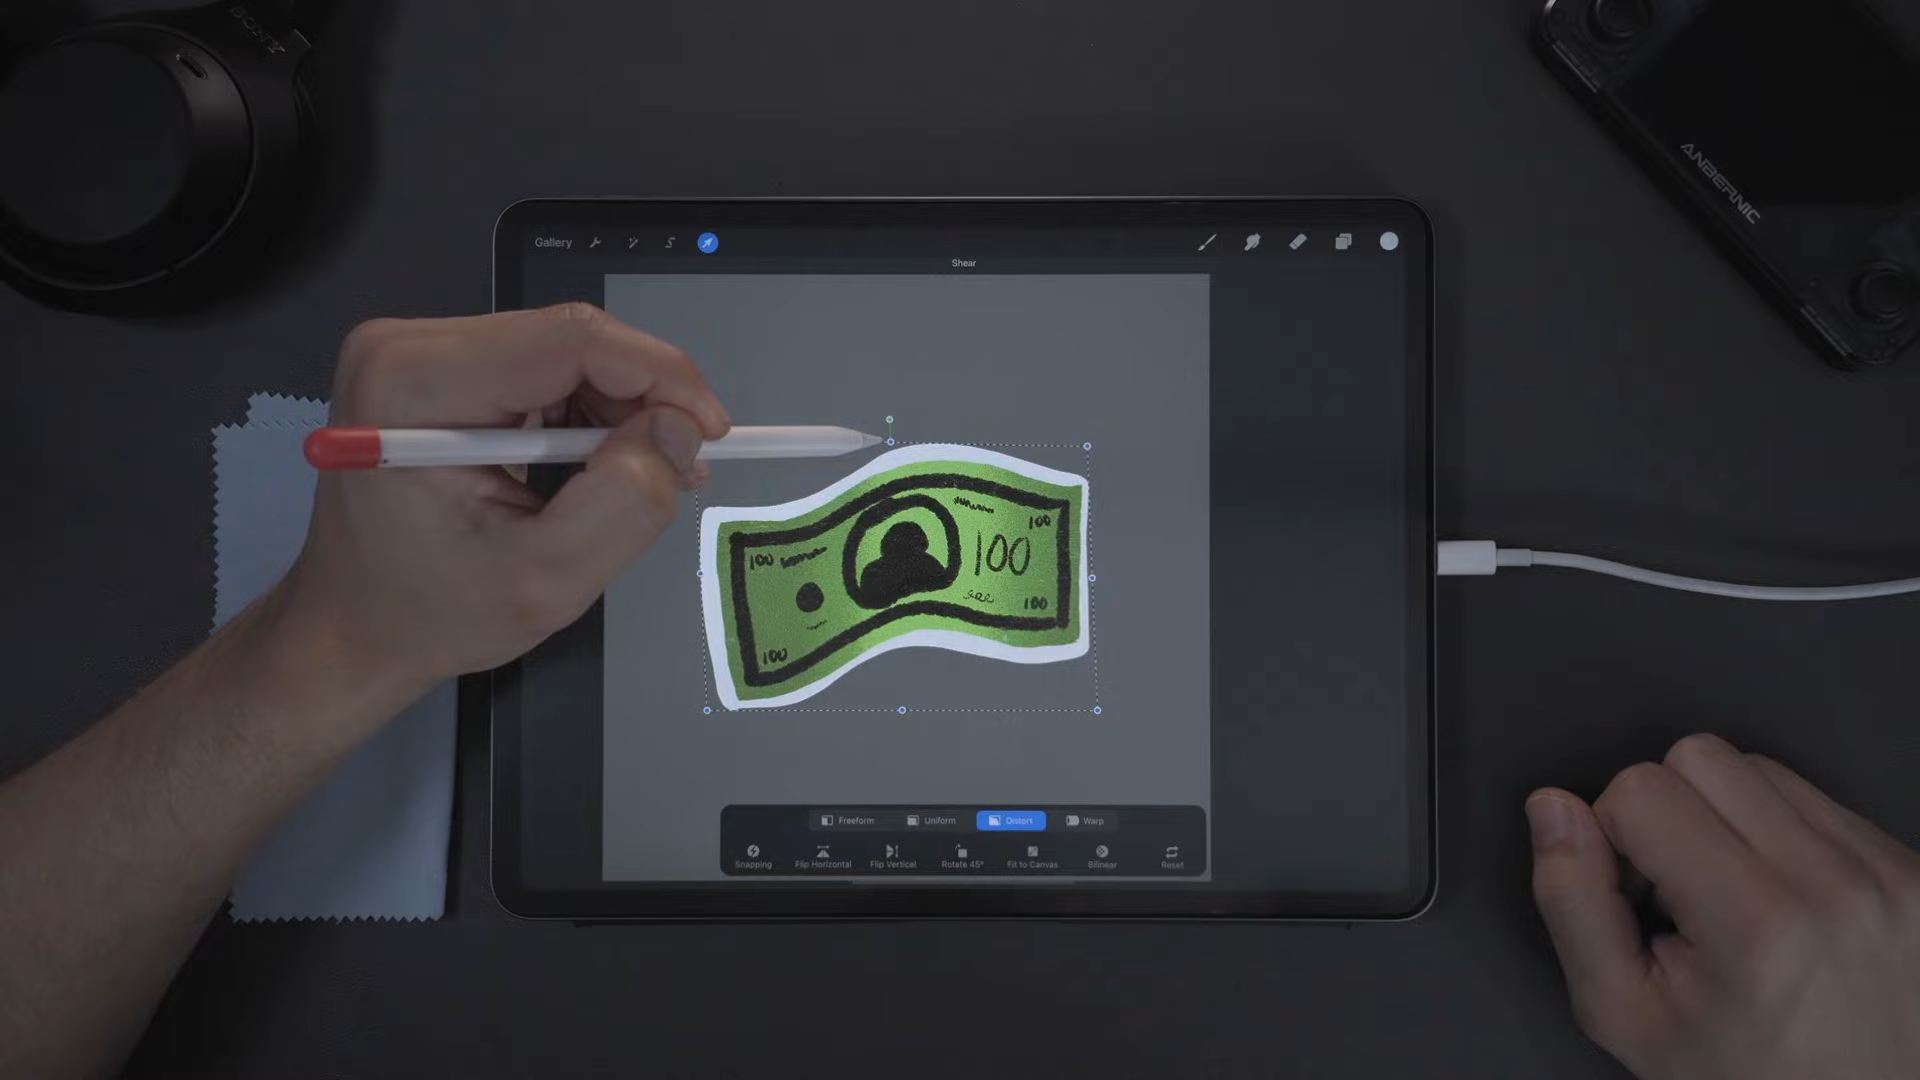 SONY
ANBERNIC
Gallery
Shear
100
100
100
100
100
Freeform
Uniform
Distort
Warp
Snapping
Flip Horizontal
Flip Vertical
Rotate 45°
Fit to Canvas
Bilinear
Reset